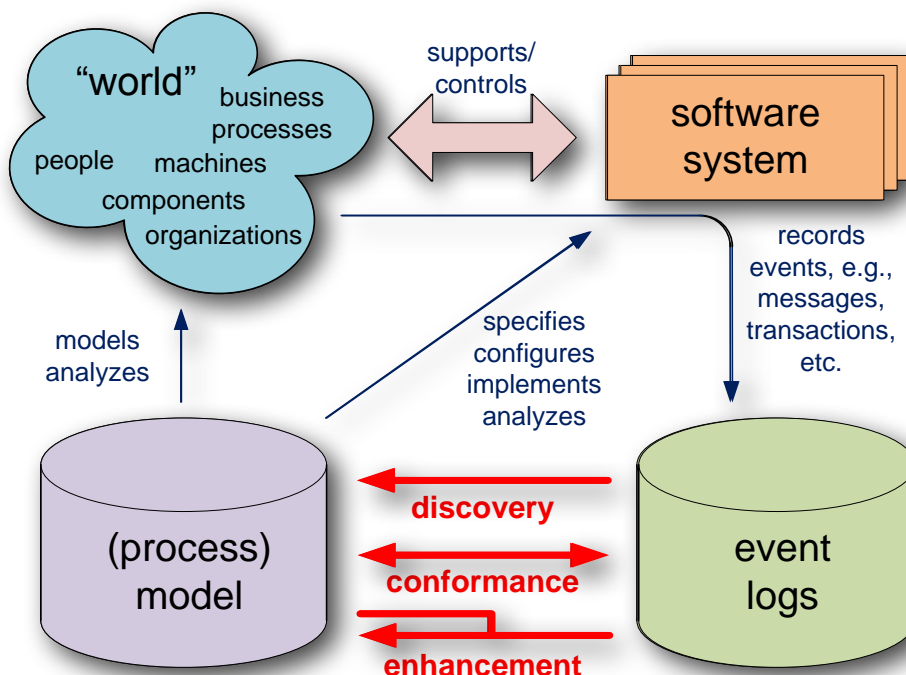 “world”
business
processes
people
machines
components
organizations
supports/
controls
software
system
records
events, e.g.,
messages,
transactions,
etc.
models
analyzes
specifies
configures
implements
analyzes
(process)
model
discovery
conformance
enhancement
event
logs